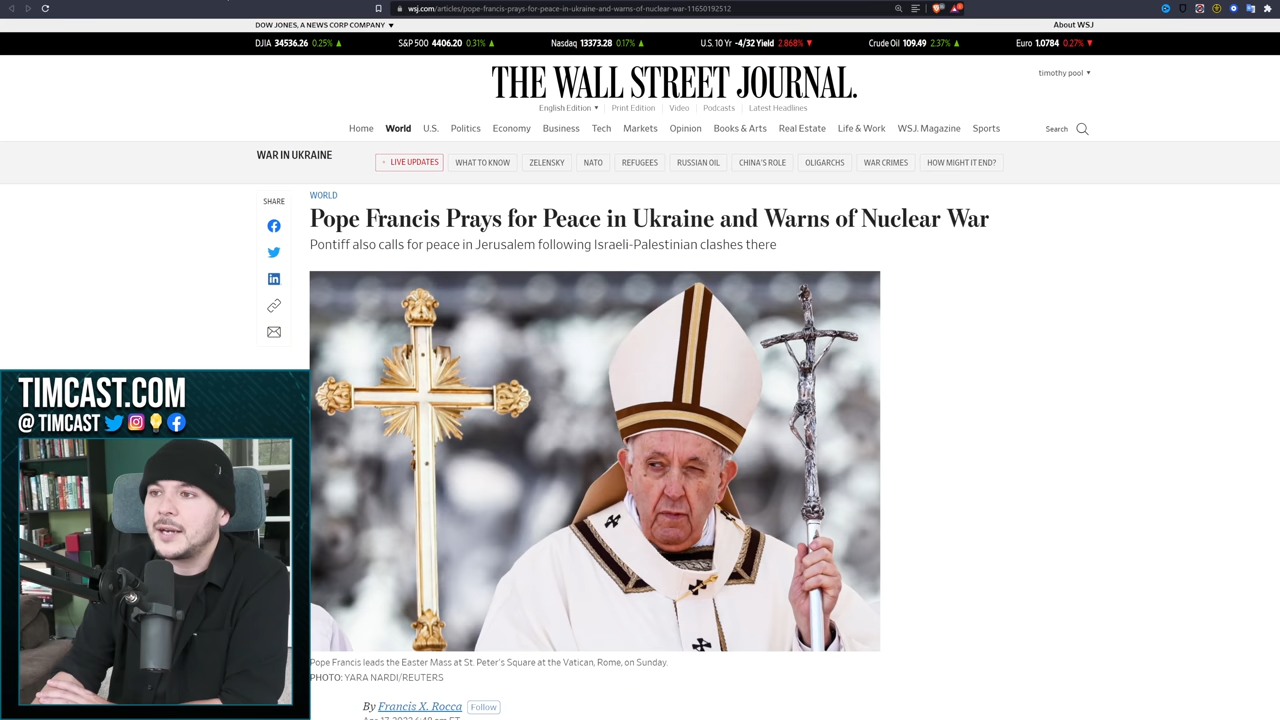 wsj.com/articles/pope-francis-prays-for-peace-in-ukraine-and-warns-of-nuclear-war-11650192512
DOW JONES, A NEWS CORP COMPANY
About WSJ
DJIA 34536.26 0.25% ▲
S&P 500 4406.20 0.31% ▲
Nasdaq 13373.28 0.17% ▲
U.S. 10 Yr -4/32 Yield 2.868% ▼
Crude Oil 109.49 2.37% ▲
Euro 1.0784 0.27% ▼
THE WALL STREET JOURNAL.
timothy pool
English Edition Print Edition Video Podcasts Latest Headlines
Home World U.S. Politics Economy Business Tech Markets Opinion Books & Arts Real Estate Life & Work WSJ. Magazine Sports Search
WAR IN UKRAINE
LIVE UPDATES WHAT TO KNOW ZELENSKY NATO REFUGEES RUSSIAN OIL CHINA'S ROLE OLIGARCHS WAR CRIMES HOW MIGHT IT END?
SHARE
WORLD
Pope Francis Prays for Peace in Ukraine and Warns of Nuclear War
Pontiff also calls for peace in Jerusalem following Israeli-Palestinian clashes there
TIMCAST.COM
@ TIMCAST
Pope Francis leads the Easter Mass at St. Peter's Square at the Vatican, Rome, on Sunday.
PHOTO: YARA NARDI/REUTERS
By Francis X. Rocca Follow